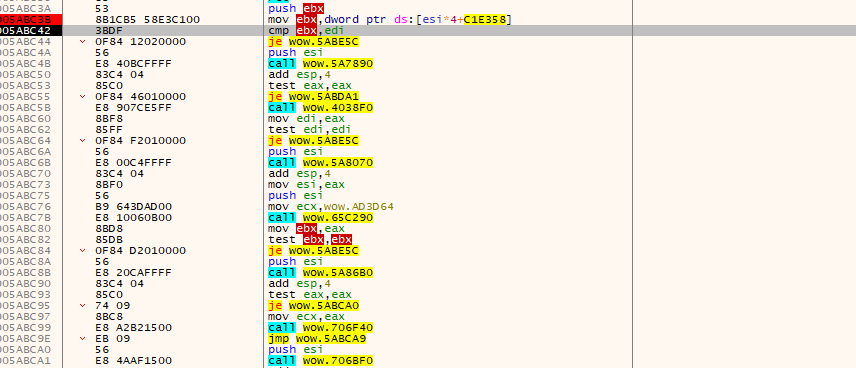 005ABC3A 53 push ebx
005ABC3B 8B1CB5 58E3C100 mov ebx,dword ptr ds:[esi*4+C1E358]
005ABC42 3BDF cmp ebx,edi
005ABC44 0F84 12020000 je wow.5ABE5C
005ABC4A 56 push esi
005ABC4B E8 40BCFFFF call wow.5A7890
005ABC50 83C4 04 add esp,4
005ABC53 85C0 test eax,eax
005ABC55 0F84 46010000 je wow.5ABDA1
005ABC5B E8 907CE5FF call wow.4038F0
005ABC60 8BF8 mov edi,eax
005ABC62 85FF test edi,edi
005ABC64 0F84 F2010000 je wow.5ABE5C
005ABC6A 56 push esi
005ABC6B E8 00C4FFFF call wow.5A8070
005ABC70 83C4 04 add esp,4
005ABC73 8BF0 mov esi,eax
005ABC75 56 push esi
005ABC76 B9 643DAD00 mov ecx,wow.AD3D64
005ABC7B E8 10060B00 call wow.65C290
005ABC80 8BD8 mov ebx,eax
005ABC82 85DB test ebx,ebx
005ABC84 0F84 D2010000 je wow.5ABE5C
005ABC8A 56 push esi
005ABC8B E8 20CAFFFF call wow.5A86B0
005ABC90 83C4 04 add esp,4
005ABC93 85C0 test eax,eax
005ABC95 74 09 je wow.5ABCA0
005ABC97 8BC8 mov ecx,eax
005ABC99 E8 A2B21500 call wow.706F40
005ABC9E EB 09 jmp wow.5ABCA9
005ABCA0 56 push esi
005ABCA1 E8 4AAF1500 call wow.706BF0